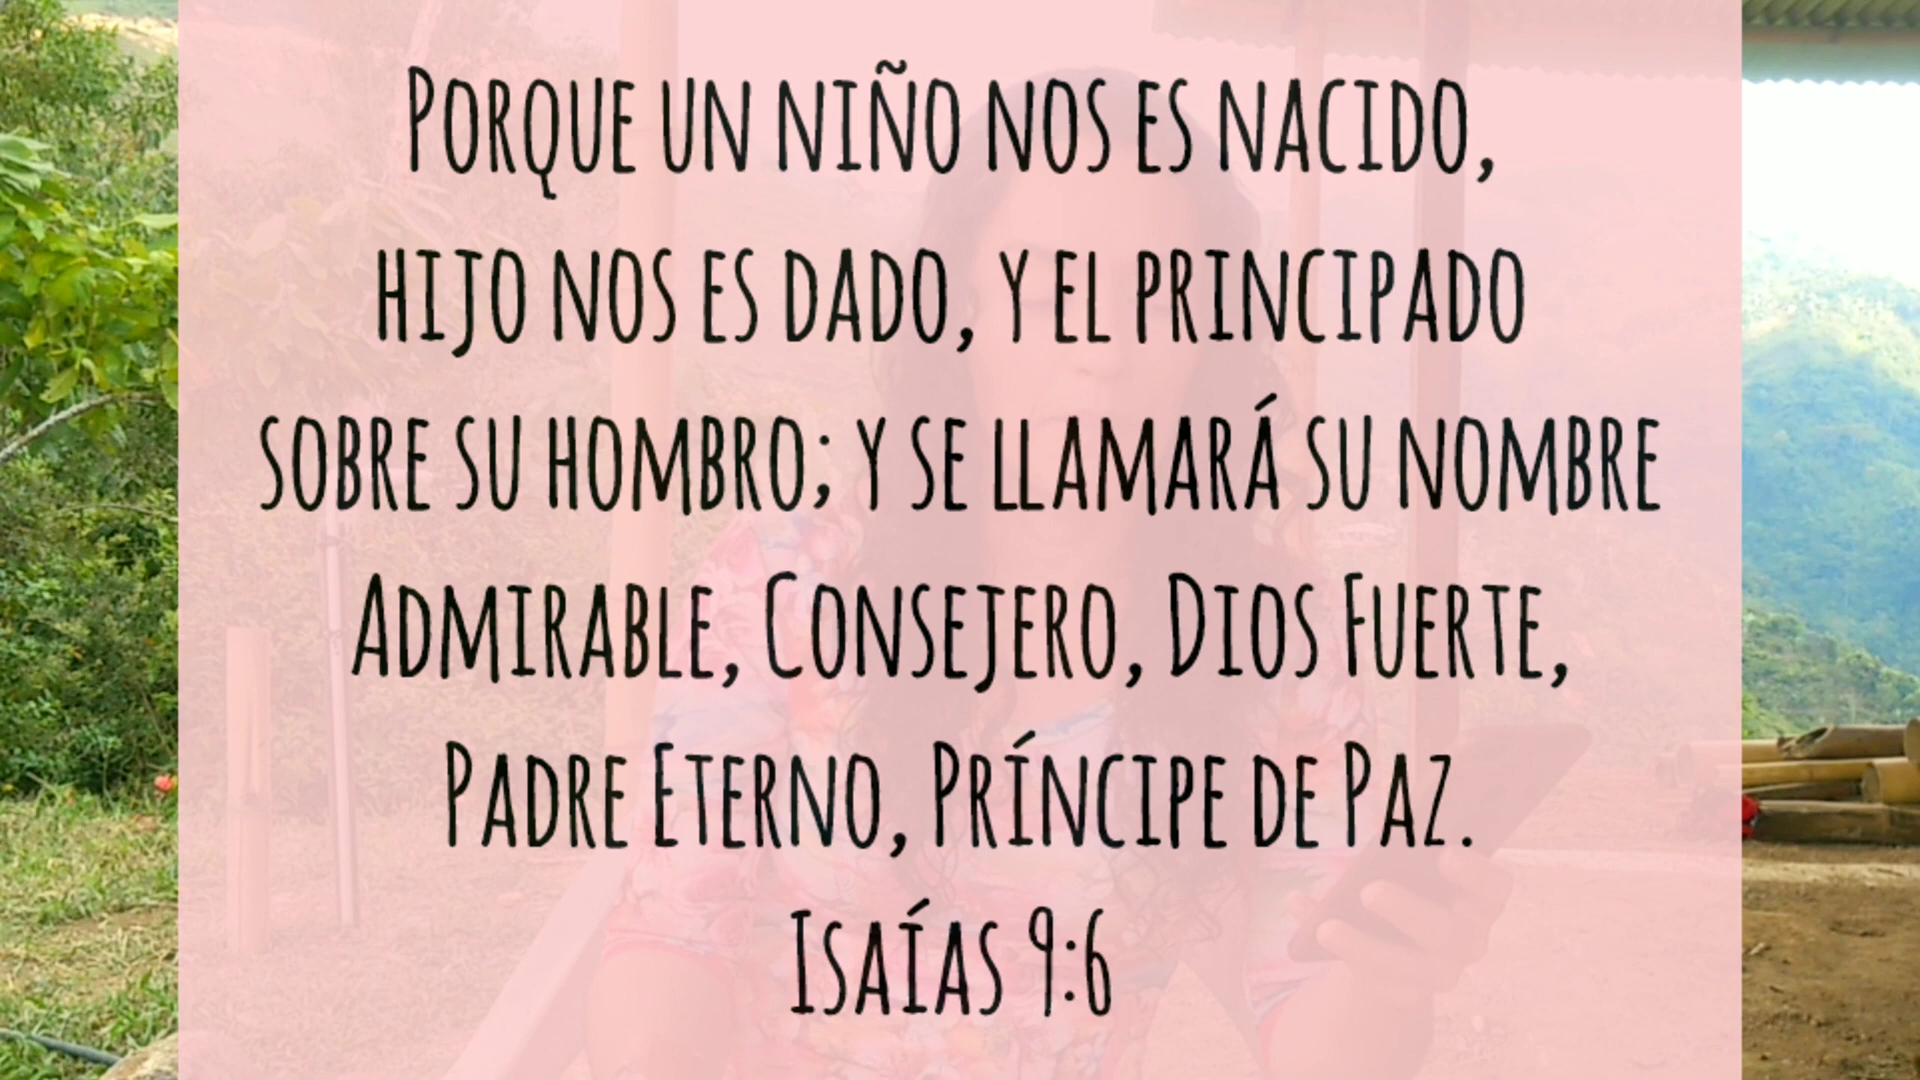 Porque un niño nos es nacido,
hijo nos es dado, y el principado
sobre su hombro; y se llamará su nombre
Admirable, Consejero, Dios Fuerte,
Padre Eterno, Príncipe de Paz.
Isaías 9:6